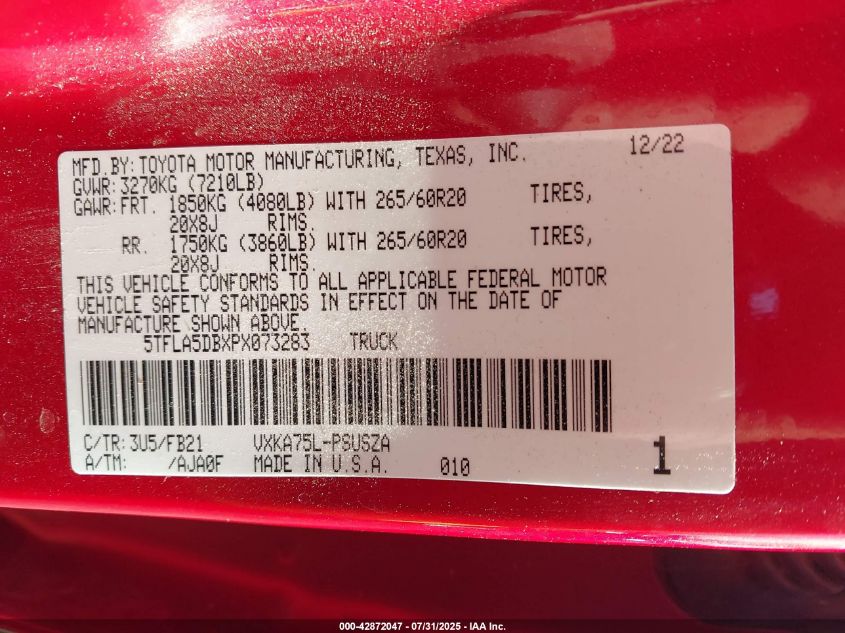 MFD.BY:TOYOTA MOTOR MANUFACTURING, TEXAS, INC. 12/22
GVWR:3270KG (7210LB)
GAWR:FRT. 1850KG (4080LB) WITH 265/60R20 TIRES,
20X8J RIMS.
RR. 1750KG (3860LB) WITH 265/60R20 TIRES,
20X8J RIMS.
THIS VEHICLE CONFORMS TO ALL APPLICABLE FEDERAL MOTOR
VEHICLE SAFETY STANDARDS IN EFFECT ON THE DATE OF
MANUFACTURE SHOWN ABOVE.
5TFLA5DBXPX073283 TRUCK
C/TR:3U5/FB21 VXKA75L-PSUSZA
A/TM: /AJA0F MADE IN U.S.A. 010 1
000-42872047 - 07/31/2025 - IAA Inc.